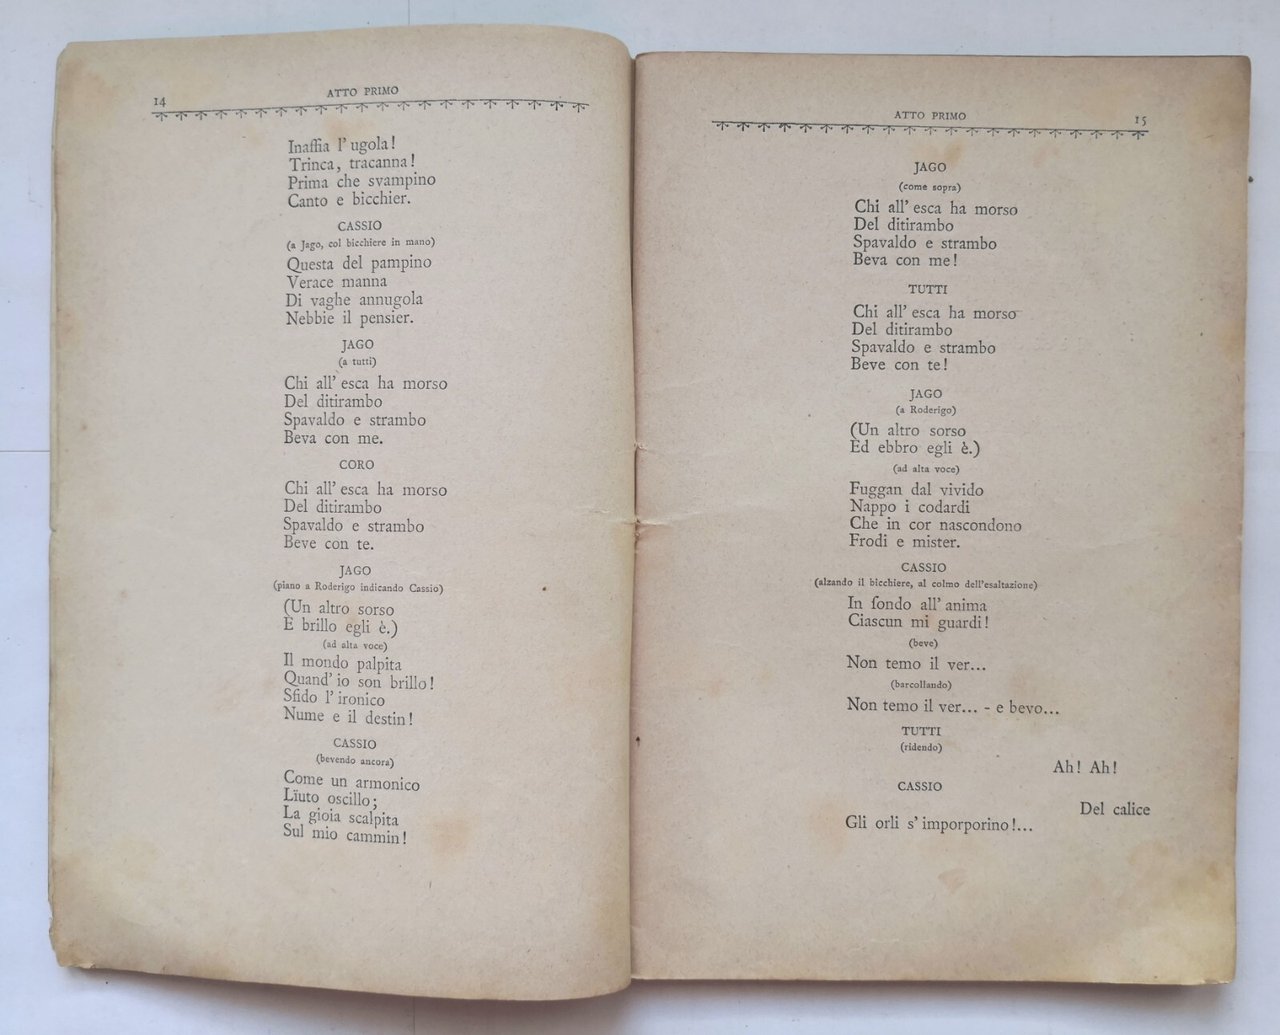 14
ATTO PRIMO
Inaffia l' ugola!
Trinca, tracanna!
Prima che svampino
Canto e bicchier.
CASSIO
(a Jago, col bicchiere in mano)
Questa del pampino
Verace manna
Di vaghe annugola
Nebbie il pensier.
JAGO
(a tutti)
Chi all' esca ha morso
Del ditirambo
Spavaldo e strambo
Beva con me.
CORO
Chi all' esca ha morso
Del ditirambo
Spavaldo e strambo
Beve con te.
JAGO
(piano a Roderigo indicando Cassio)
(Un altro sorso
E brillo egli è.)
(ad alta voce)
Il mondo palpita
Quand' io son brillo!
Sfido l' ironico
Nume e il destin!
CASSIO
(bevendo ancora)
Come un armonico
Lïuto oscillo;
La gioia scalpita
Sul mio cammin!
ATTO PRIMO
15
JAGO
(come sopra)
Chi all' esca ha morso
Del ditirambo
Spavaldo e strambo
Beva con me!
TUTTI
Chi all' esca ha morso
Del ditirambo
Spavaldo e strambo
Beve con te!
JAGO
(a Roderigo)
(Un altro sorso
Ed ebbro egli è.)
(ad alta voce)
Fuggan dal vivido
Nappo i codardi
Che in cor nascondono
Frodi e mister.
CASSIO
(alzando il bicchiere, al colmo dell'esaltazione)
In fondo all' anima
Ciascun mi guardi!
(beve)
Non temo il ver...
(barcollando)
Non temo il ver... - e bevo...
TUTTI
(ridendo)
Ah! Ah!
CASSIO
Del calice
Gli orli s' imporporino!...